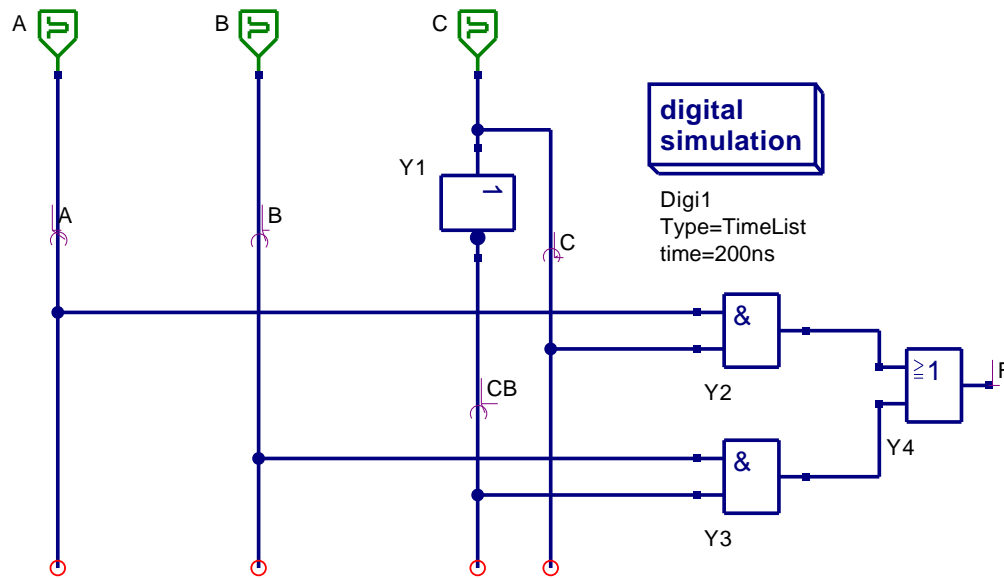 A
B
C
digital
simulation
Y1
1
Digi1
Type=TimeList
time=200ns
A
B
C
&
≥1
F
CB
Y2
Y4
&
Y3